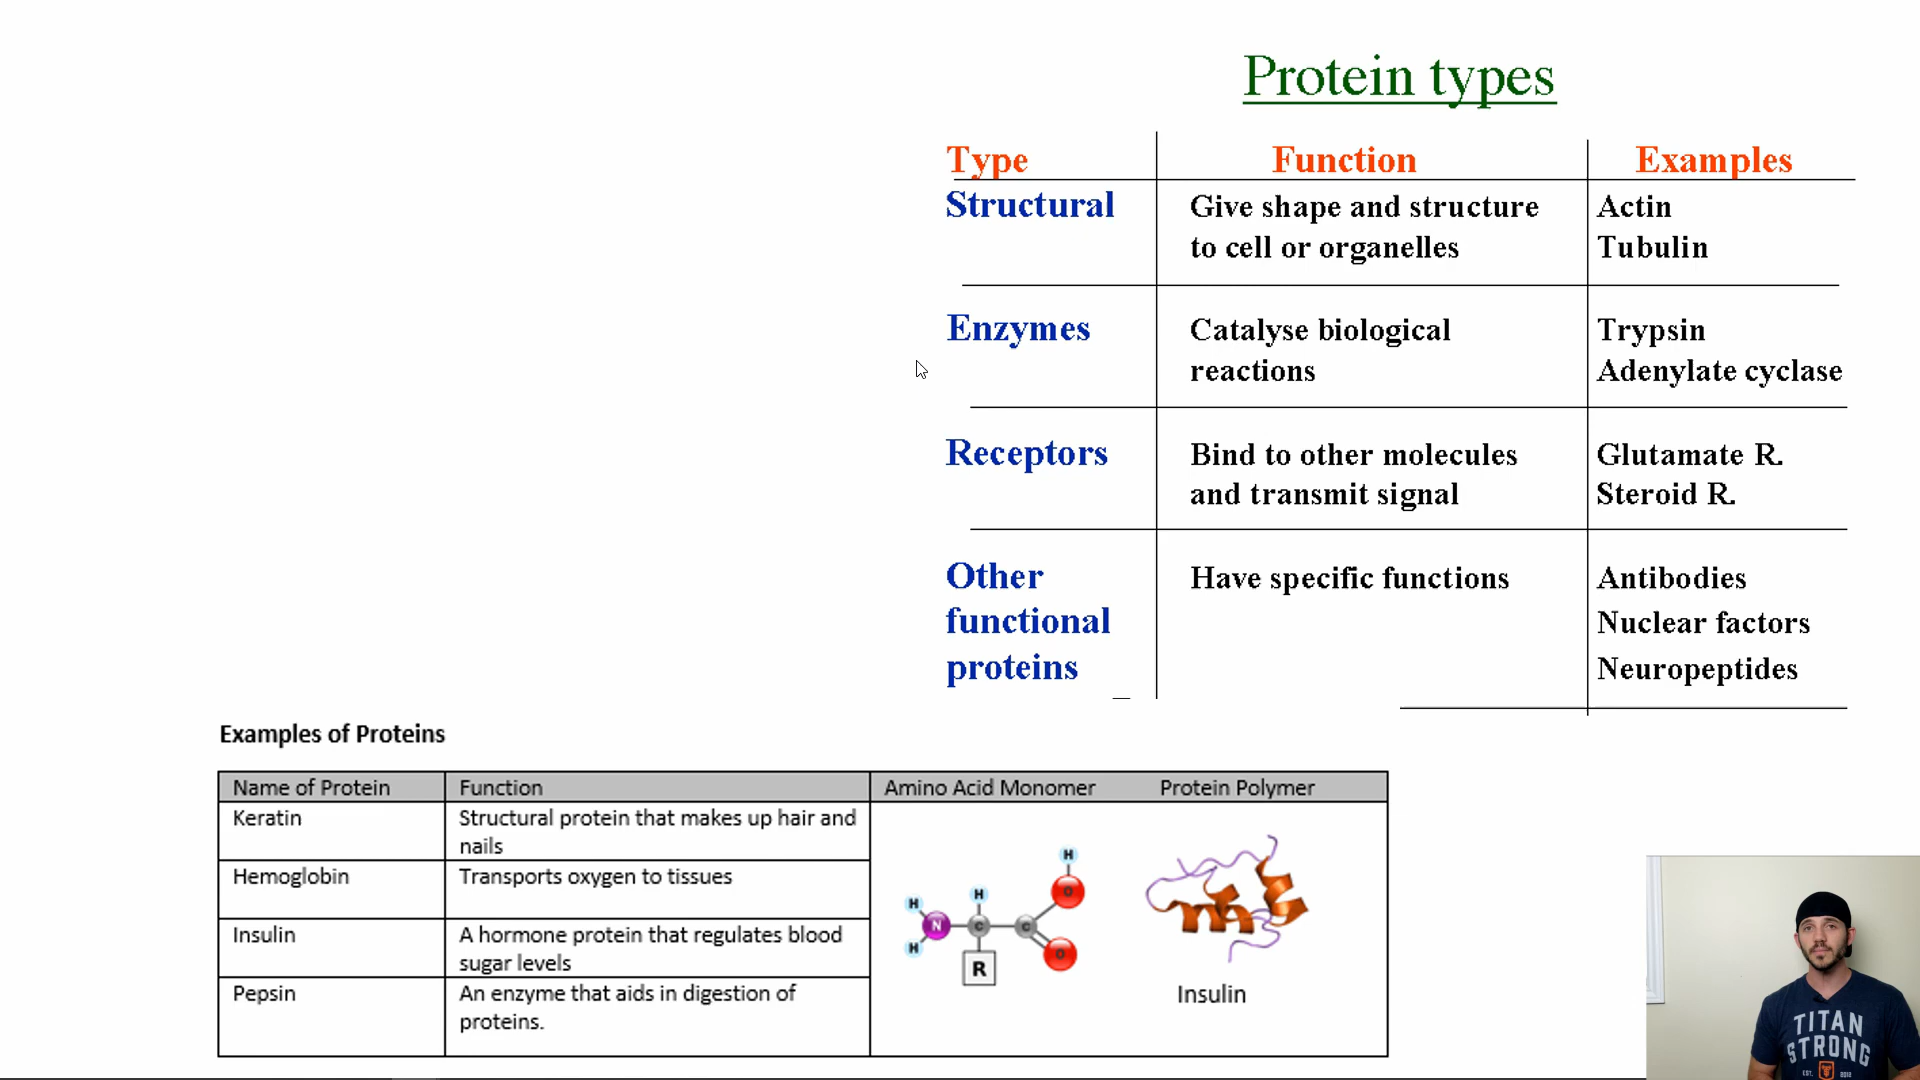 Protein types
Type Function Examples
Structural Give shape and structure Actin
to cell or organelles Tubulin
Enzymes Catalyse biological Trypsin
reactions Adenylate cyclase
Receptors Bind to other molecules Glutamate R.
and transmit signal Steroid R.
Other Have specific functions Antibodies
functional Nuclear factors
proteins Neuropeptides
Examples of Proteins
Name of Protein Function Amino Acid Monomer Protein Polymer
Keratin Structural protein that makes up hair and
nails
Hemoglobin Transports oxygen to tissues
Insulin A hormone protein that regulates blood
sugar levels
Pepsin An enzyme that aids in digestion of
proteins.
H
O
H H
N C C
H O
R
Insulin
TITAN
STRONG
EST. 2012